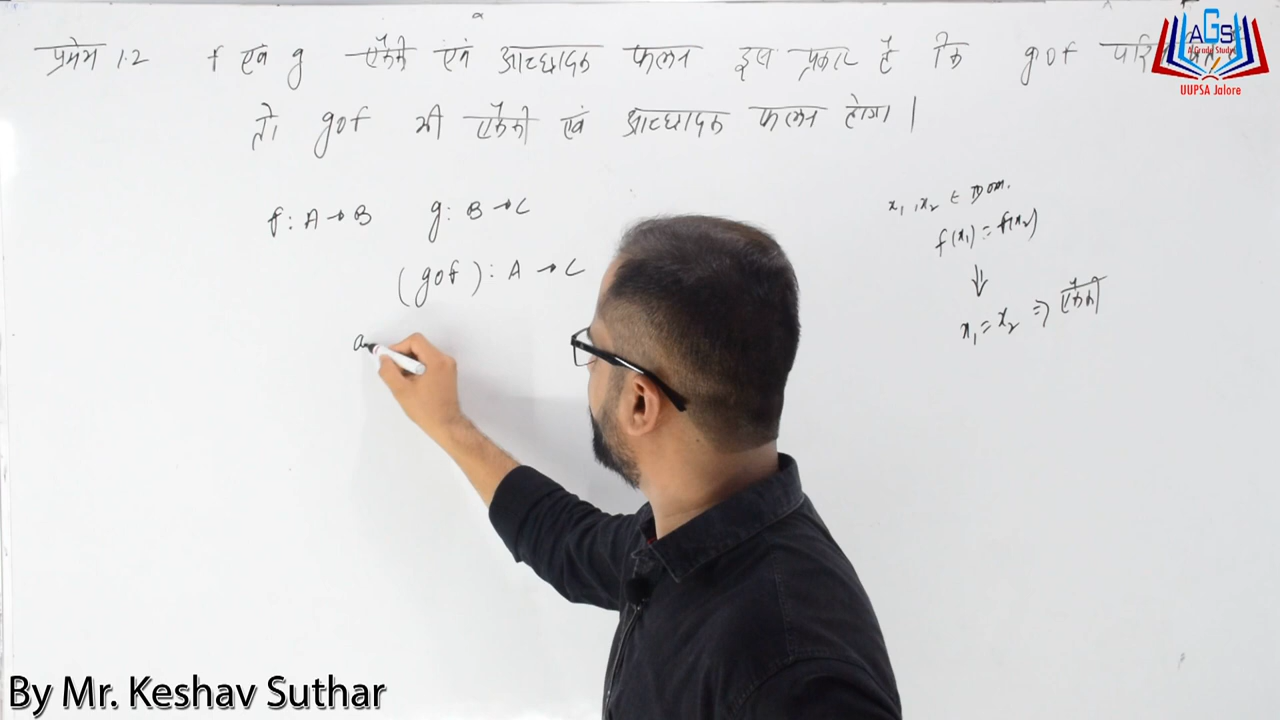 प्रमेय 1.2 f एवं g एकैकी एवं आच्छादक फलन इस प्रकार है कि gof
तो gof भी एकैकी एवं आच्छादक फलन होगा |
f: A → B g: B → C
(gof): A → C
a
x₁, x₂ ∈ Dom.
f(x₁) = f(x₂)
⇓
x₁ = x₂ ⇒ एकैकी
AGS
A Grade Study
UUPSA Jalore
By Mr. Keshav Suthar